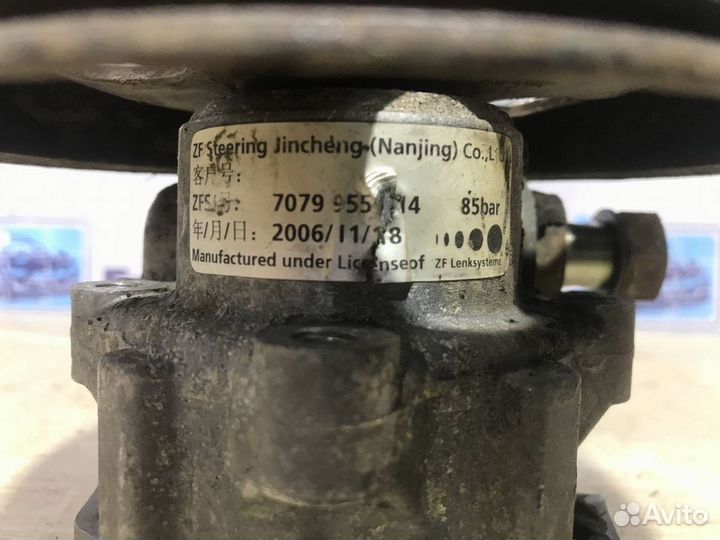 ZF Steering Jincheng (Nanjing) Co.,L
客户号:
ZFSJ号: 7079 955 114 85bar
年/月/日: 2006/11/18
Manufactured under Licenseof ZF Lenksysteme
Avito